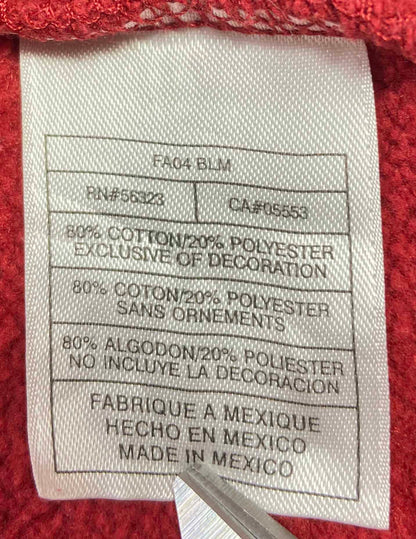 FA04 BLM
RN#56323 CA#05553
80% COTTON/20% POLYESTER
EXCLUSIVE OF DECORATION
80% COTON/20% POLYESTER
SANS ORNEMENTS
80% ALGODON/20% POLIESTER
NO INCLUYE LA DECORACION
FABRIQUE A MEXIQUE
HECHO EN MEXICO
MADE IN MEXICO